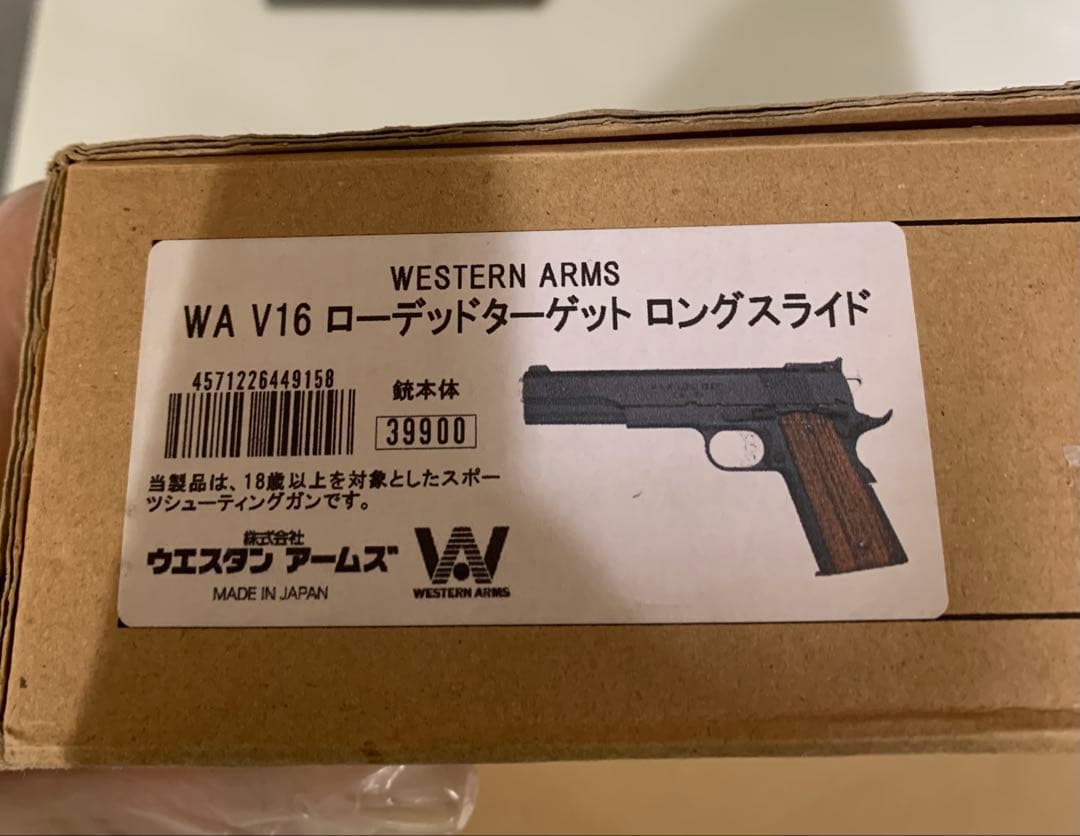 WESTERN ARMS
WA V16 ローデッドターゲット ロングスライド
4571226449158
銃本体
39900
当製品は、18歳以上を対象としたスポー
ツシューティングガンです。
株式会社
ウエスタン アームズ
MADE IN JAPAN
WA
WESTERN ARMS